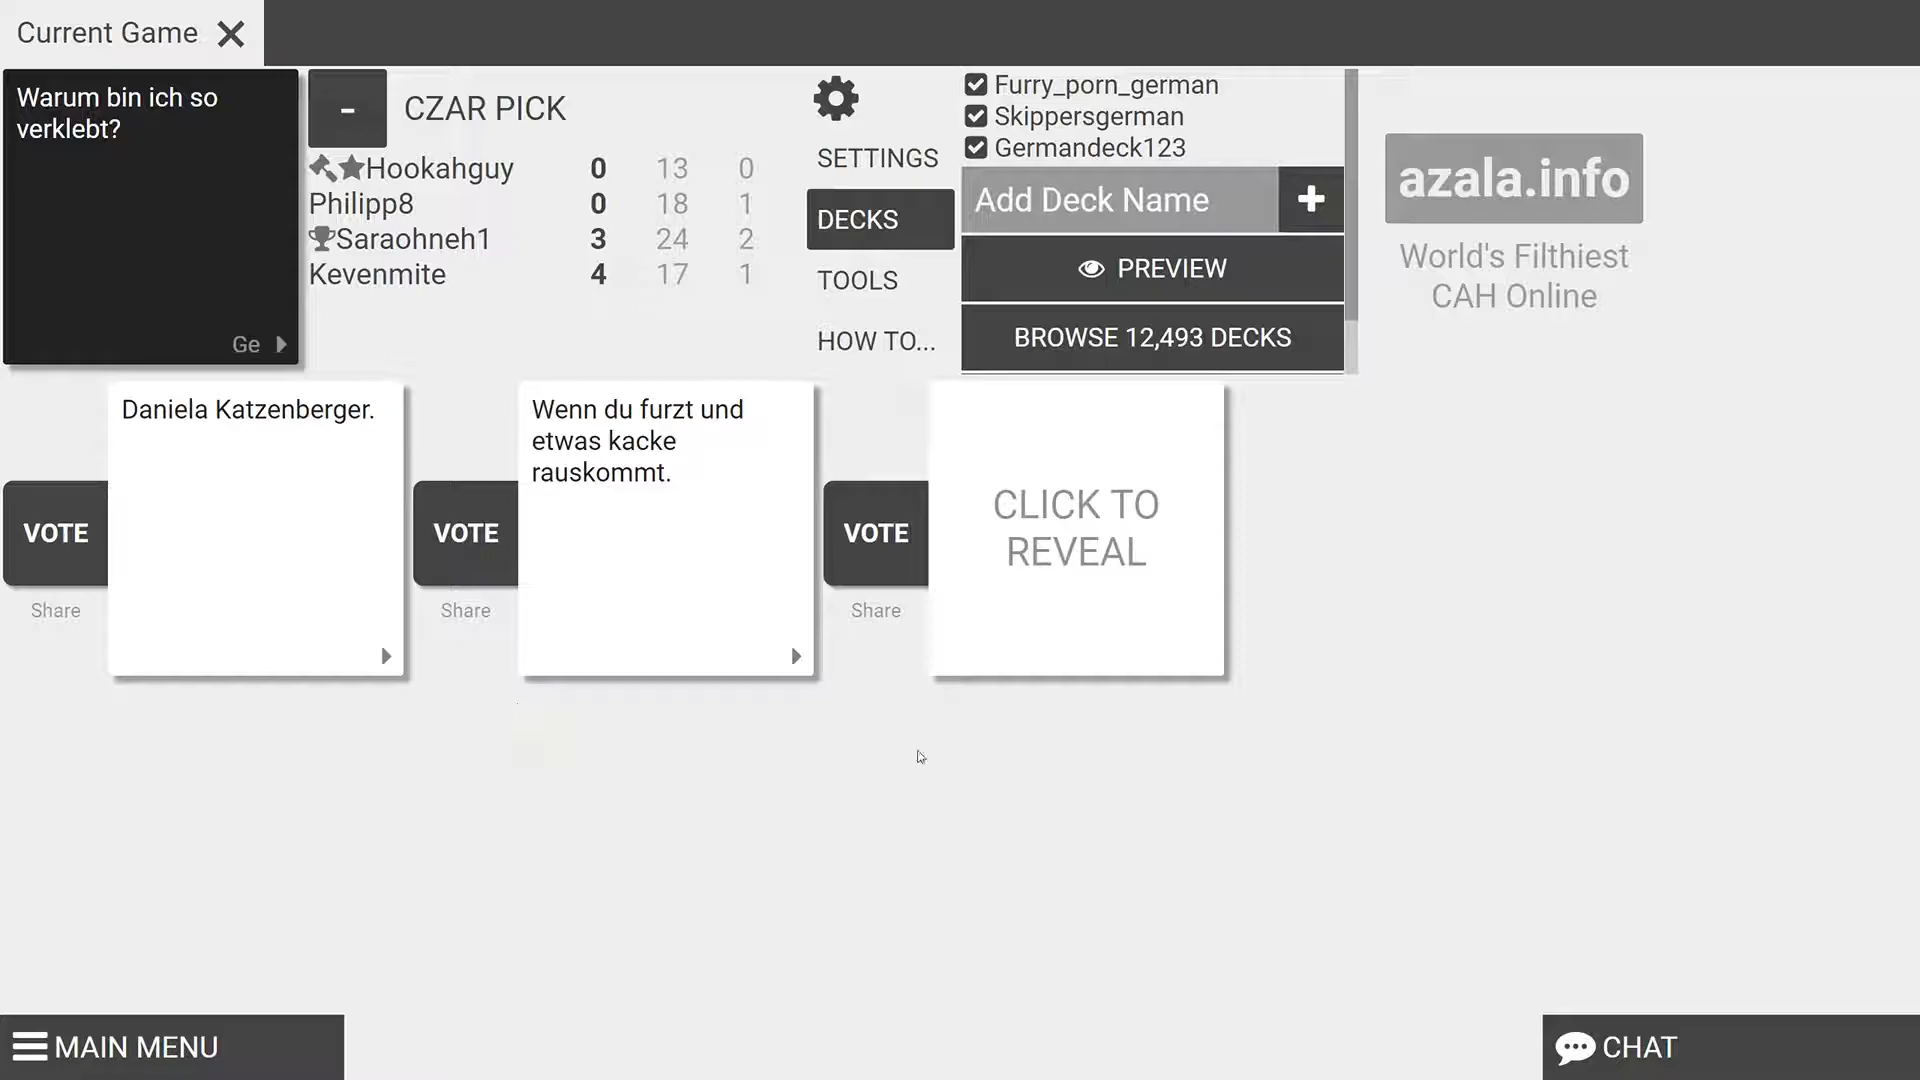 Current Game
Warum bin ich so
verklebt?
Ge
-
CZAR PICK
Hookahguy 0 13 0
Philipp8 0 18 1
Saraohneh1 3 24 2
Kevenmite 4 17 1
SETTINGS
DECKS
TOOLS
HOW TO...
Furry_porn_german
Skippersgerman
Germandeck123
Add Deck Name +
PREVIEW
BROWSE 12,493 DECKS
azala.info
World's Filthiest
CAH Online
VOTE
Share
Daniela Katzenberger.
VOTE
Share
Wenn du furzt und
etwas kacke
rauskommt.
VOTE
Share
CLICK TO
REVEAL
MAIN MENU
CHAT